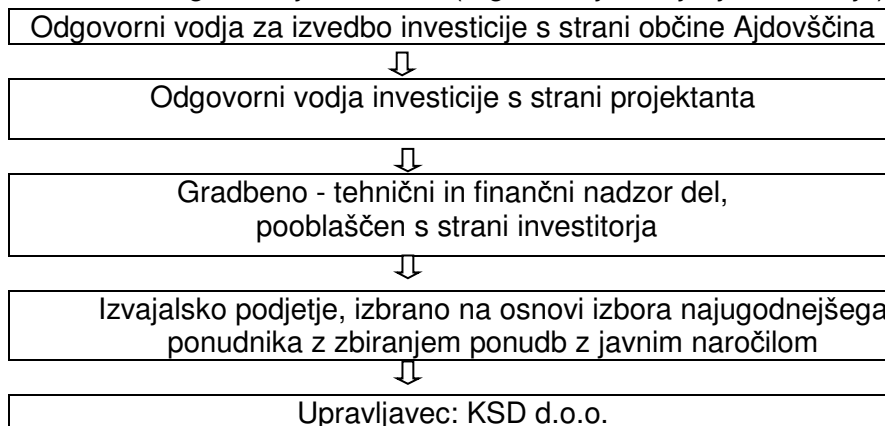 Odgovorni vodja za izvedbo investicije s strani občine Ajdovščina
Odgovorni vodja investicije s strani projektanta
Gradbeno - tehnični in finančni nadzor del,
pooblaščen s strani investitorja
Izvajalsko podjetje, izbrano na osnovi izbora najugodnejšega
ponudnika z zbiranjem ponudb z javnim naročilom
Upravljavec: KSD d.o.o.